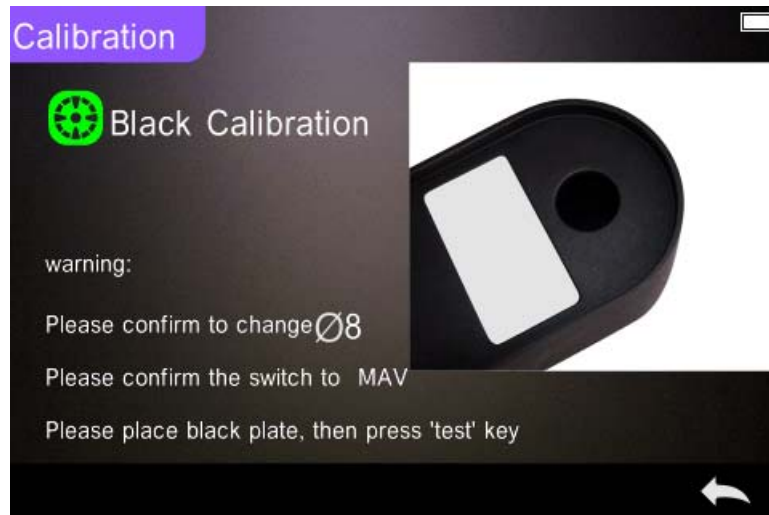 Calibration
Black Calibration
warning:
Please confirm to change Ø8
Please confirm the switch to MAV
Please place black plate, then press 'test' key